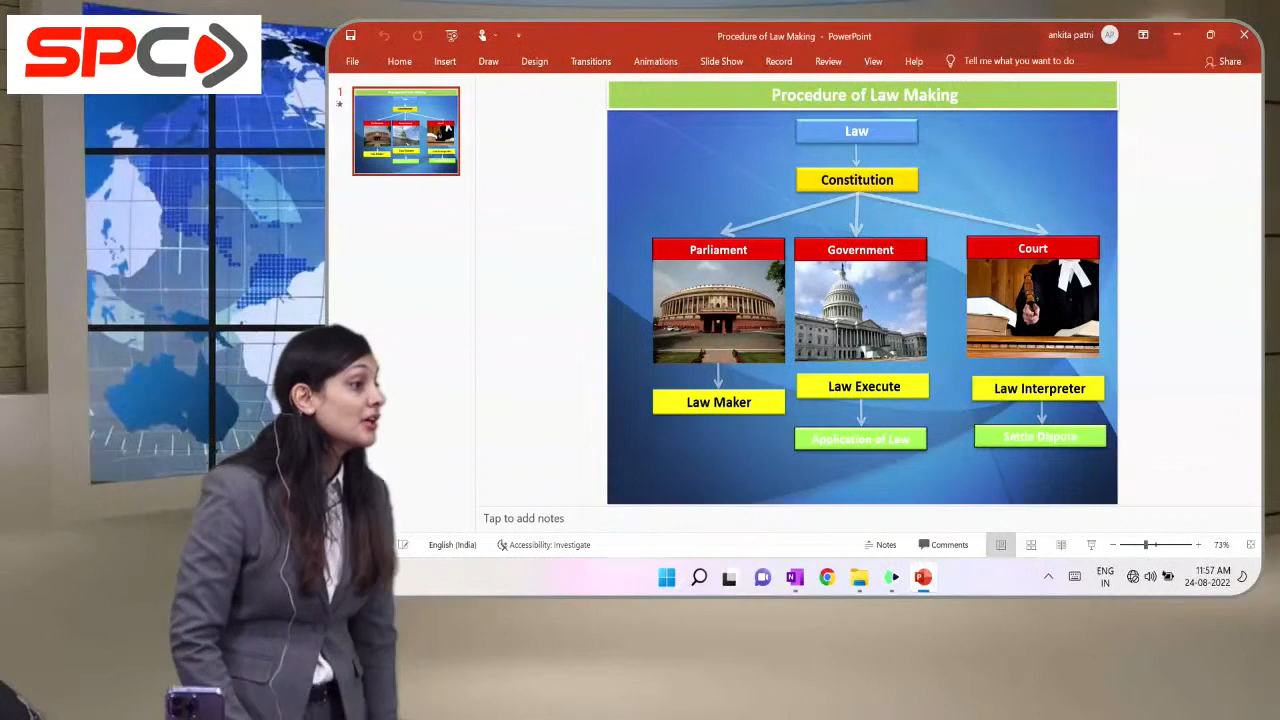 SPC
Procedure of Law Making - PowerPoint
ankita patni
AP
File
Home
Insert
Draw
Design
Transitions
Animations
Slide Show
Record
Review
View
Help
Tell me what you want to do
Share
1
Procedure of Law Making
Law
Constitution
Parliament
Government
Court
Law Maker
Law Execute
Law Interpreter
Application of Law
Settle Dispute
Tap to add notes
English (India)
Accessibility: Investigate
Notes
Comments
73%
ENG
IN
11:57 AM
24-08-2022